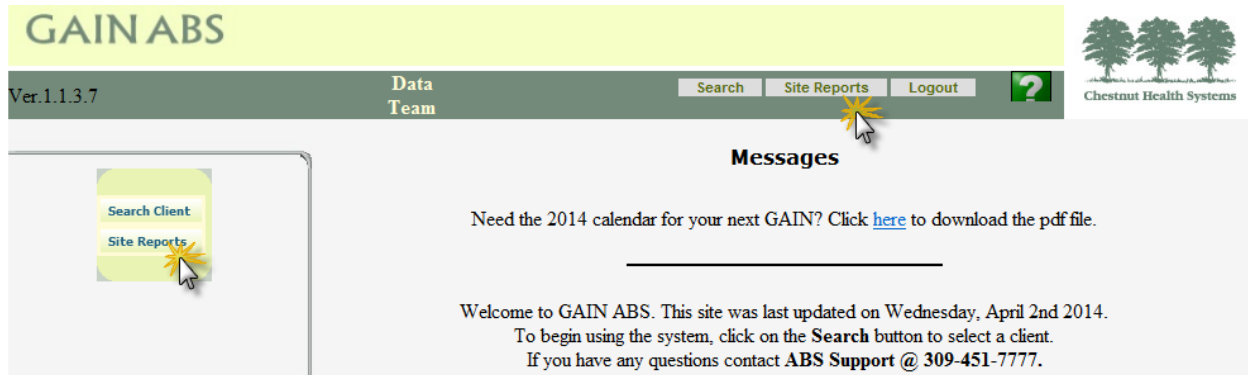 GAIN ABS
Ver.1.1.3.7
Data
Team
Search Site Reports Logout ?
Chestnut Health Systems
Search Client
Site Reports
Messages
Need the 2014 calendar for your next GAIN? Click here to download the pdf file.
Welcome to GAIN ABS. This site was last updated on Wednesday, April 2nd 2014.
To begin using the system, click on the Search button to select a client.
If you have any questions contact ABS Support @ 309-451-7777.